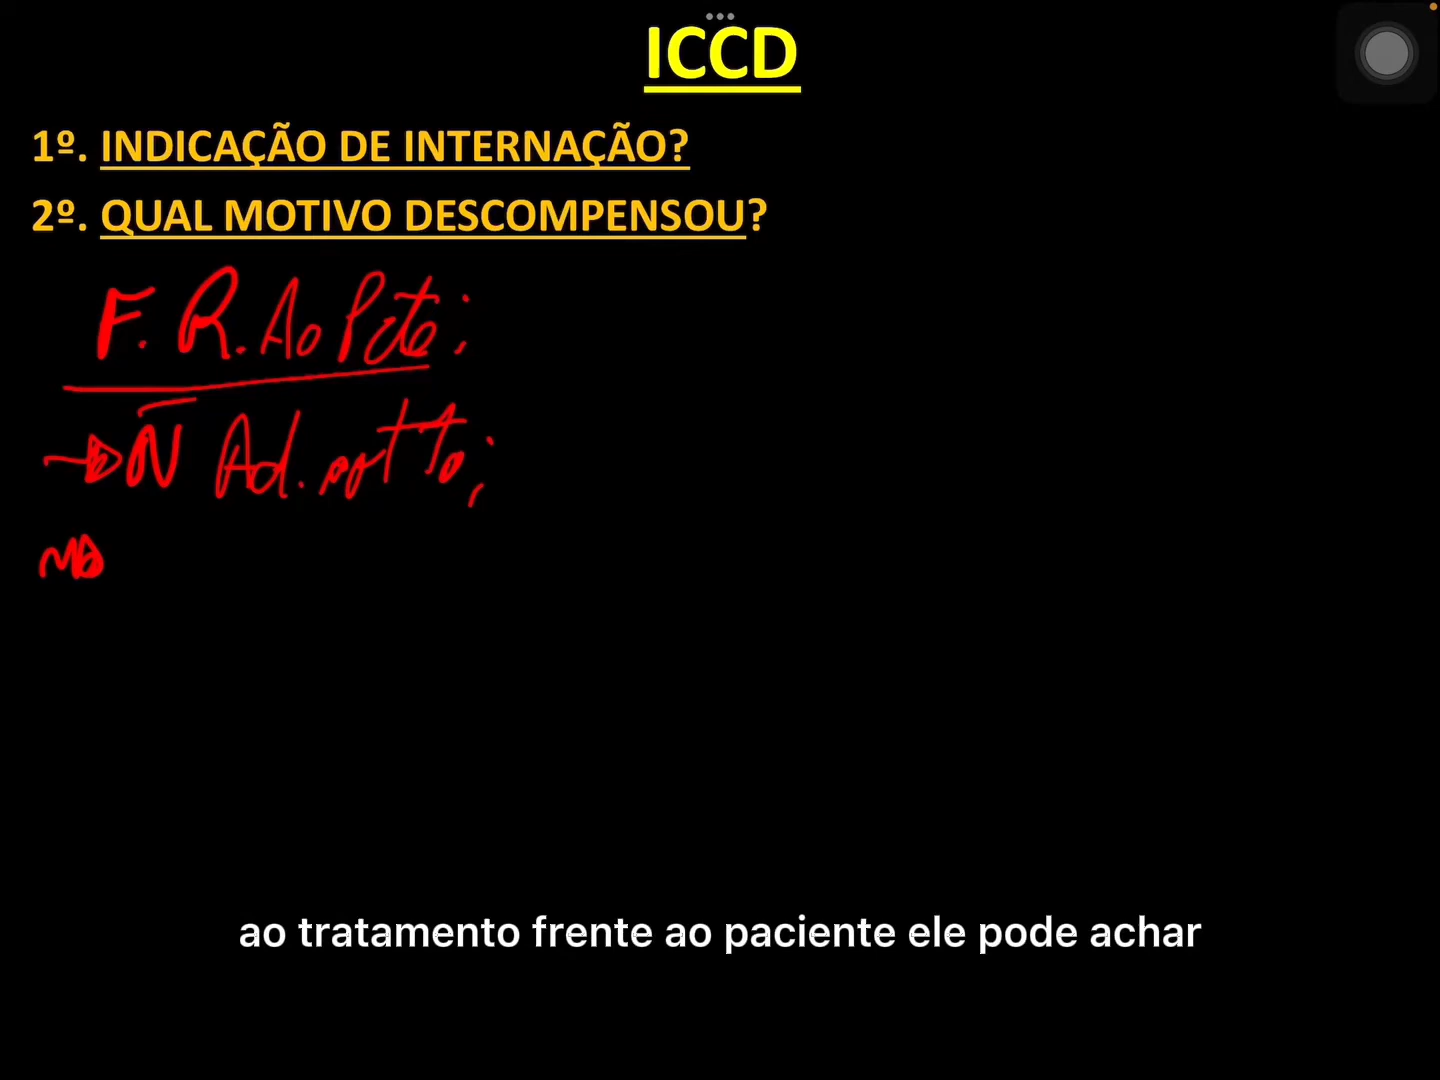 ICCD
1º. INDICAÇÃO DE INTERNAÇÃO?
2º. QUAL MOTIVO DESCOMPENSOU?
F. R. Ao Pcte:
Ñ Ad.
ao tratamento frente ao paciente ele pode achar